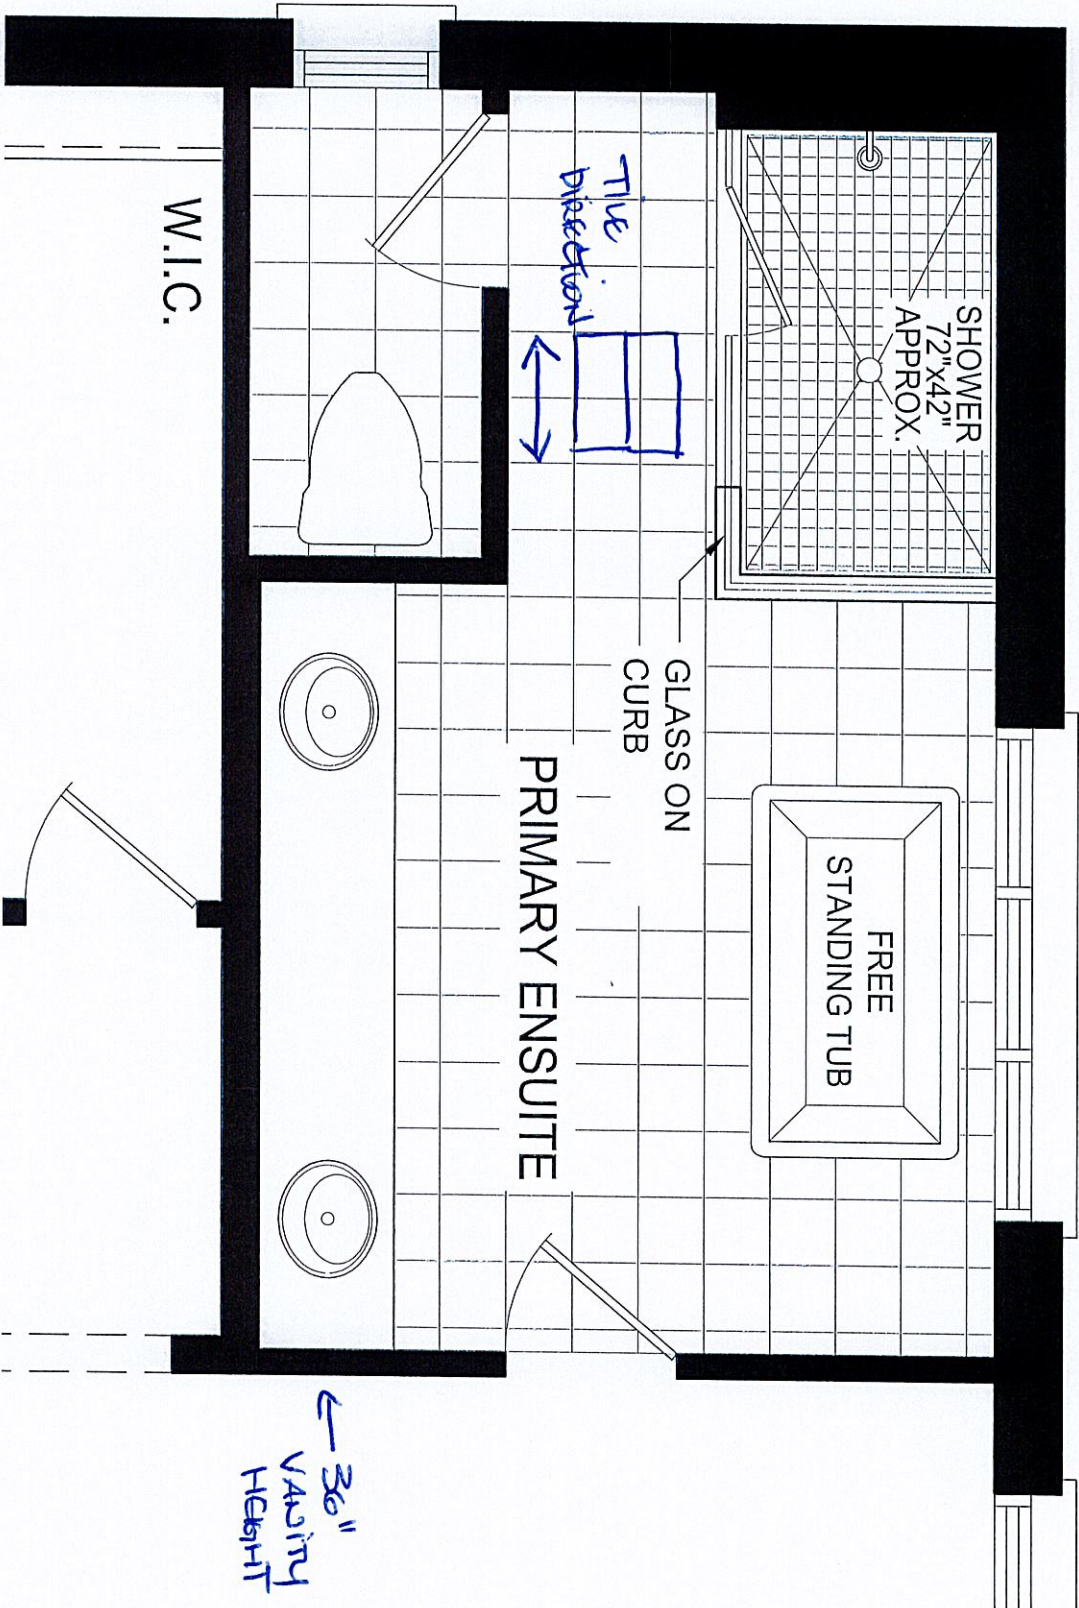 SHOWER
72"x42"
APPROX.
TILE
DIRECTION
GLASS ON
CURB
FREE
STANDING TUB
PRIMARY ENSUITE
W.I.C.
← 36"
VANITY
HEIGHT